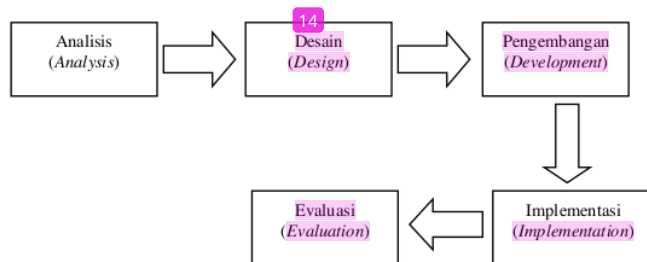 14
Analisis
(Analysis)
Desain
(Design)
Pengembangan
(Development)
Implementasi
(Implementation)
Evaluasi
(Evaluation)